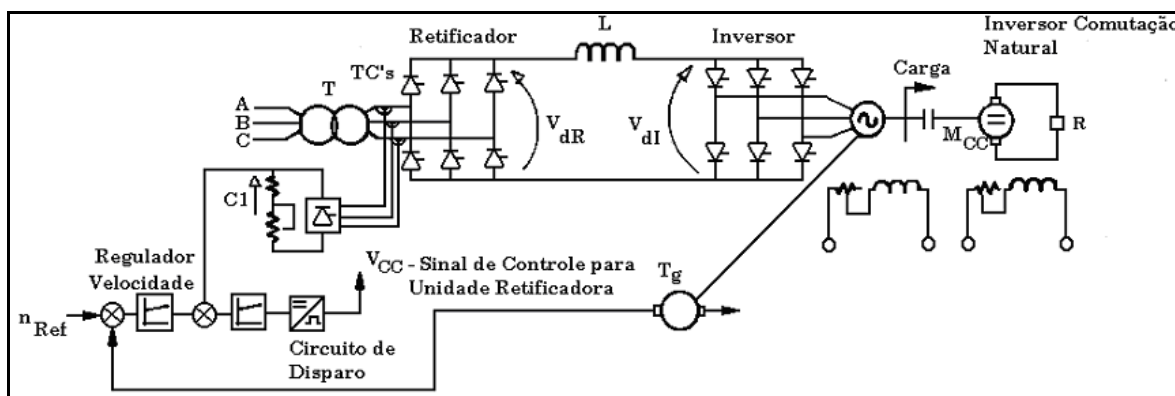 L
Retificador
Inversor
Inversor Comutação
Natural
TC's
T
Carga
A
B
C
V dR
V dI
M CC
R
C1
Regulador
Velocidade
V CC - Sinal de Controle para
Unidade Retificadora
T g
n Ref
Circuito de
Disparo